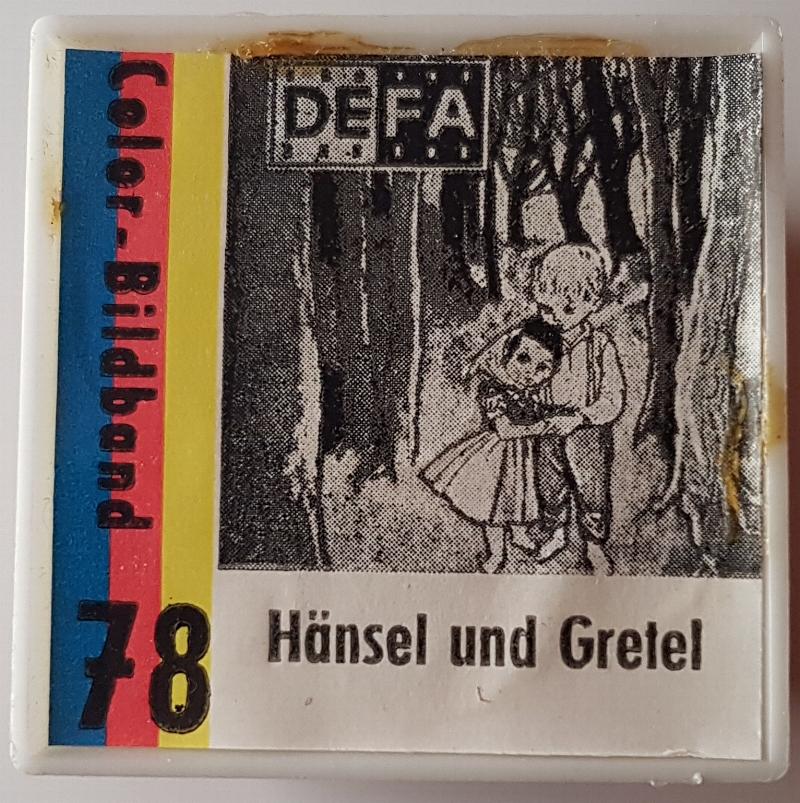 DEFA
Color-Bildband
78
Hänsel und Gretel